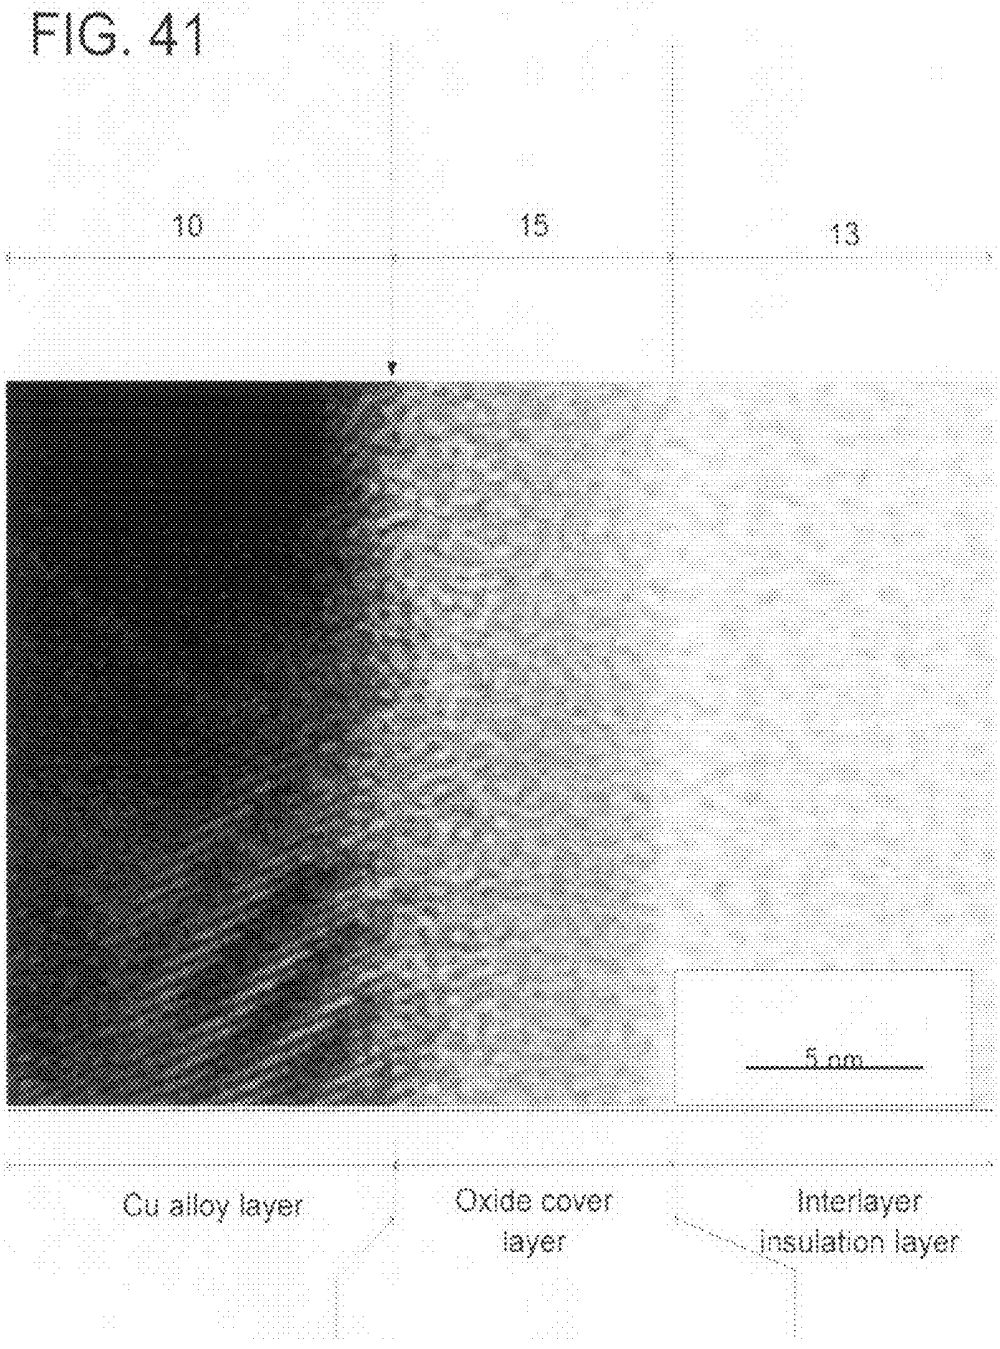 FIG. 41
10
15
13
5 nm
Cu alloy layer
Oxide cover
layer
Interlayer
insulation layer